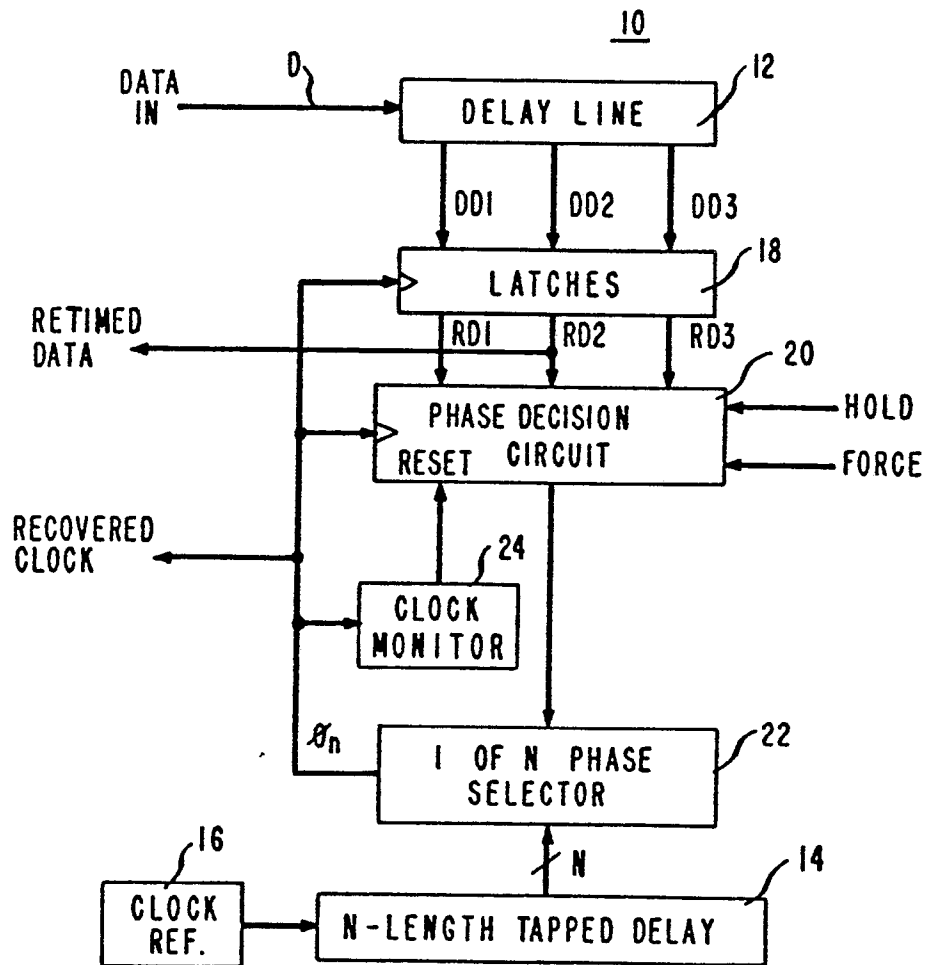 10
DATA
IN
D
12
DELAY LINE
DD1
DD2
DD3
18
LATCHES
RETIMED
DATA
RD1
RD2
RD3
20
PHASE DECISION
CIRCUIT
RESET
HOLD
FORCE
RECOVERED
CLOCK
24
CLOCK
MONITOR
Øn
22
1 OF N PHASE
SELECTOR
N
16
14
CLOCK
REF.
N-LENGTH TAPPED DELAY